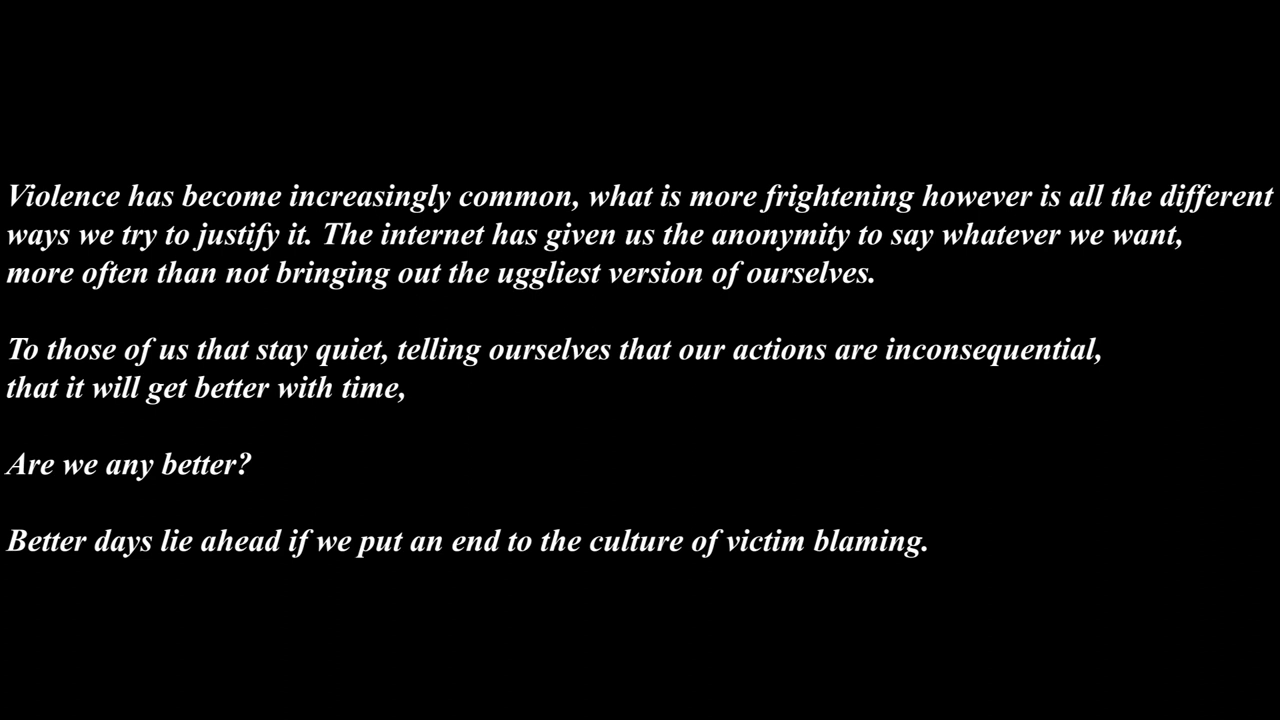 Violence has become increasingly common, what is more frightening however is all the different
ways we try to justify it. The internet has given us the anonymity to say whatever we want,
more often than not bringing out the uggliest version of ourselves.
To those of us that stay quiet, telling ourselves that our actions are inconsequential,
that it will get better with time,
Are we any better?
Better days lie ahead if we put an end to the culture of victim blaming.